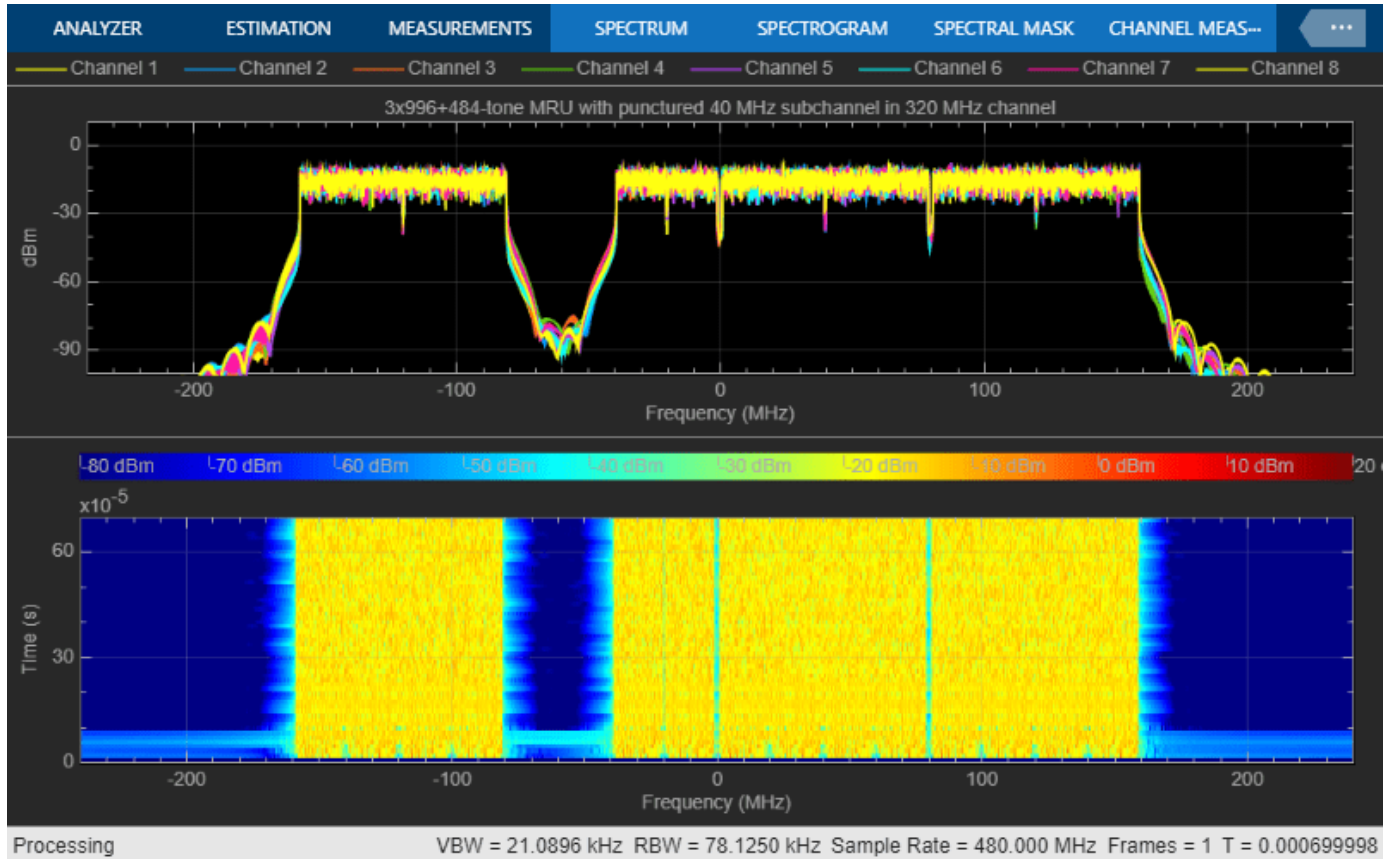 ANALYZER ESTIMATION MEASUREMENTS SPECTRUM SPECTROGRAM SPECTRAL MASK CHANNEL MEAS... ...
Channel 1 Channel 2 Channel 3 Channel 4 Channel 5 Channel 6 Channel 7 Channel 8
3x996+484-tone MRU with punctured 40 MHz subchannel in 320 MHz channel
0
-30
-60
-90
dBm
-200 -100 0 100 200
Frequency (MHz)
-80 dBm -70 dBm -60 dBm -50 dBm -40 dBm -30 dBm -20 dBm -10 dBm 0 dBm 10 dBm 20
x10-5
60
30
0
Time (s)
-200 -100 0 100 200
Frequency (MHz)
Processing VBW = 21.0896 kHz RBW = 78.1250 kHz Sample Rate = 480.000 MHz Frames = 1 T = 0.000699998